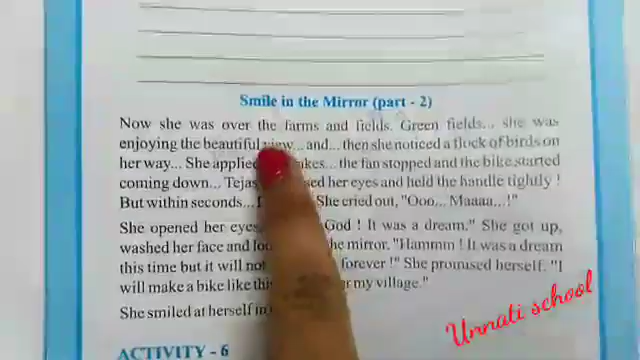 Smile in the Mirror (part - 2)
Now she was over the farms and fields. Green fields... she was
enjoying the beautiful view... and... then she noticed a flock of birds on
her way... She applied the fan stopped and the bike started
coming down... her eyes and held the handle tightly !
But within seconds... She cried out, "Ooo... Maaaa...!"
She opened her eyes. God ! It was a dream." She got up,
washed her face and the mirror. "Hammm ! It was a dream
this time but it will not forever !" She promised herself. "I
will make a bike like my village."
She smiled at herself in
ACTIVITY - 6
Unnati school